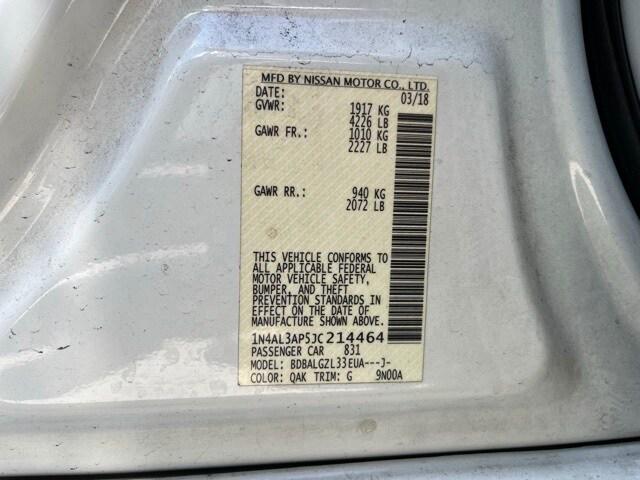 MFD BY NISSAN MOTOR CO., LTD.
DATE: 03/18
GVWR: 1917 KG
4226 LB
GAWR FR.: 1010 KG
2227 LB
GAWR RR.: 940 KG
2072 LB
THIS VEHICLE CONFORMS TO
ALL APPLICABLE FEDERAL
MOTOR VEHICLE SAFETY,
BUMPER, AND THEFT
PREVENTION STANDARDS IN
EFFECT ON THE DATE OF
MANUFACTURE SHOWN ABOVE.
1N4AL3AP5JC214464
PASSENGER CAR 831
MODEL: BDBALGZL33EUA---J-
COLOR: QAK TRIM: G 9N00A